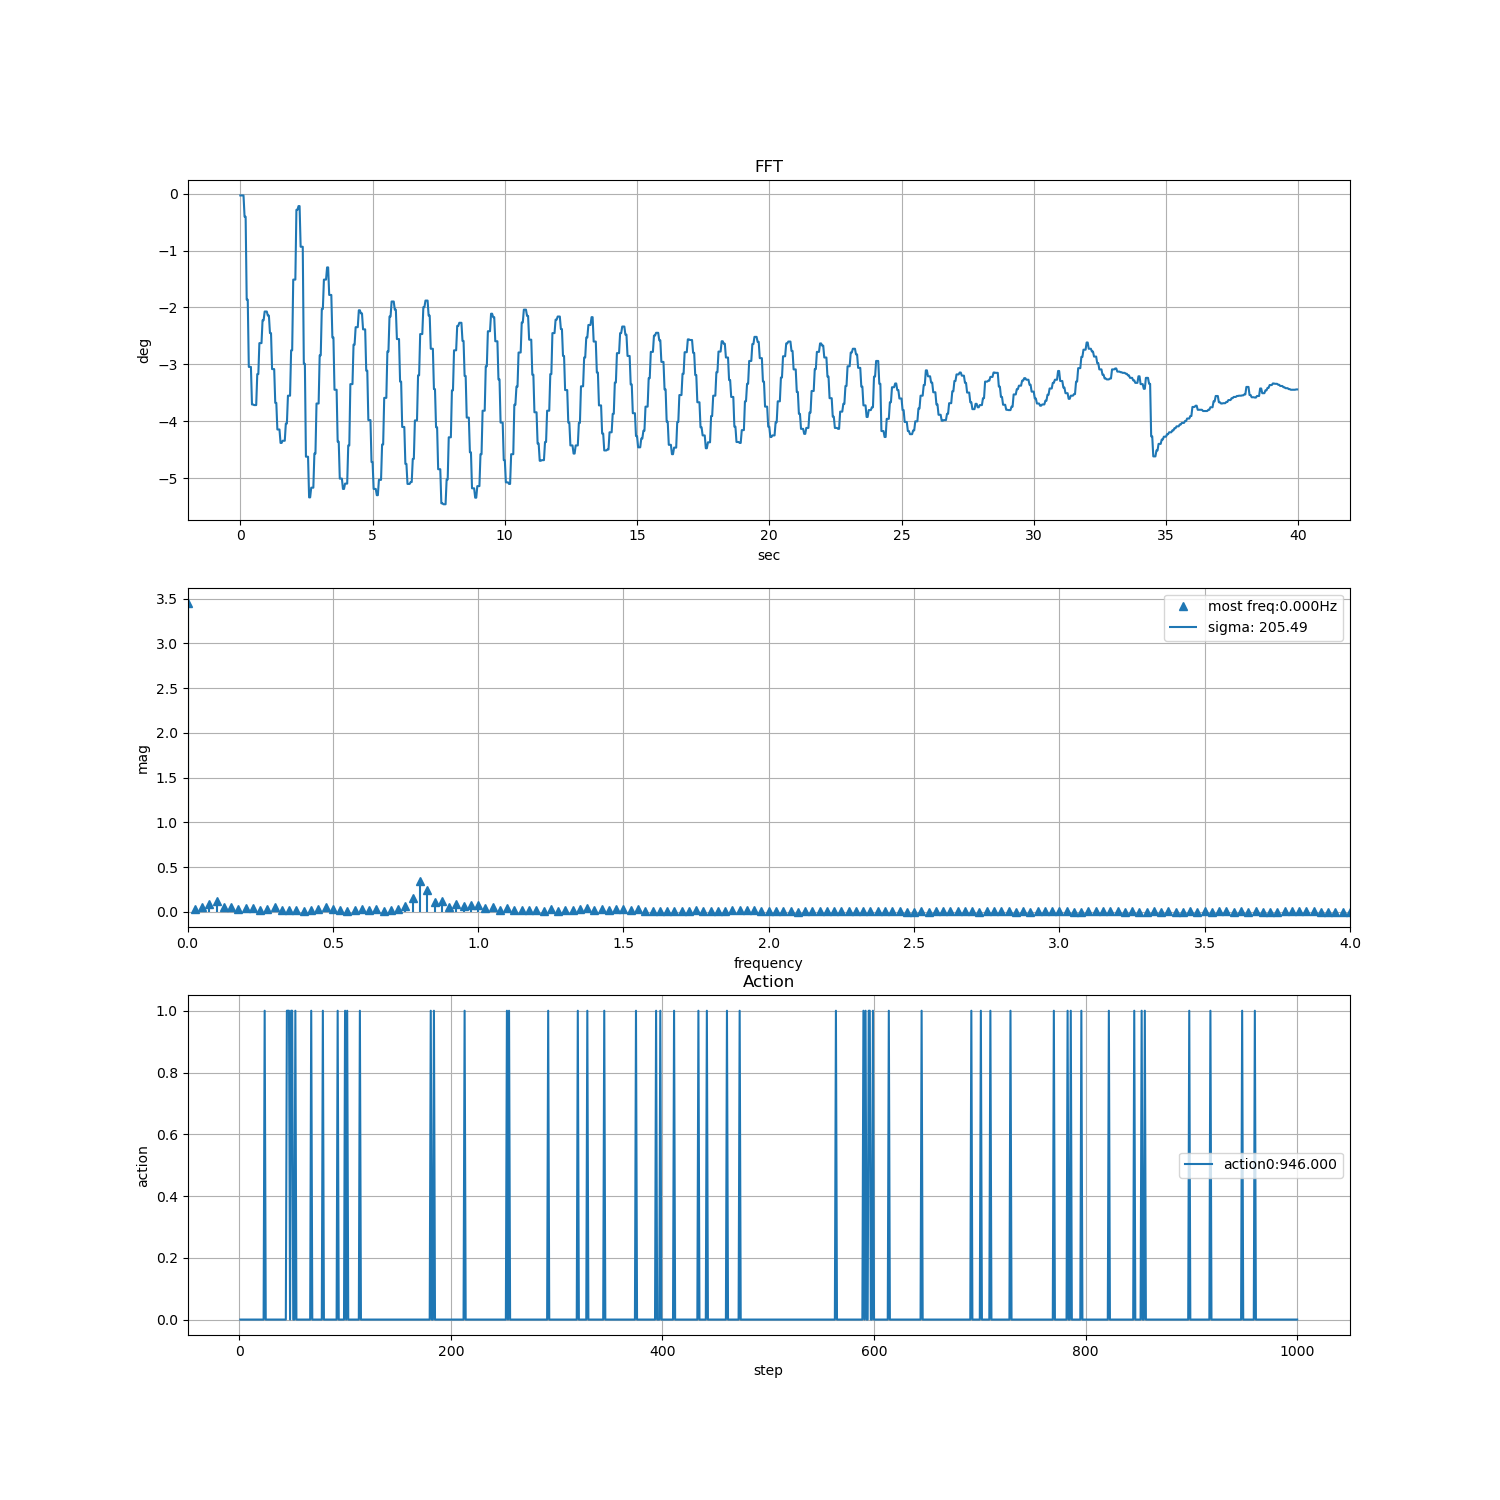 FFT
0
−1
−2
−3
−4
−5
deg
0 5 10 15 20 25 30 35 40
sec
3.5
3.0
2.5
2.0
1.5
1.0
0.5
0.0
mag
most freq:0.000Hz
sigma: 205.49
0.0 0.5 1.0 1.5 2.0 2.5 3.0 3.5 4.0
frequency
Action
1.0
0.8
0.6
0.4
0.2
0.0
action
action0:946.000
0 200 400 600 800 1000
step